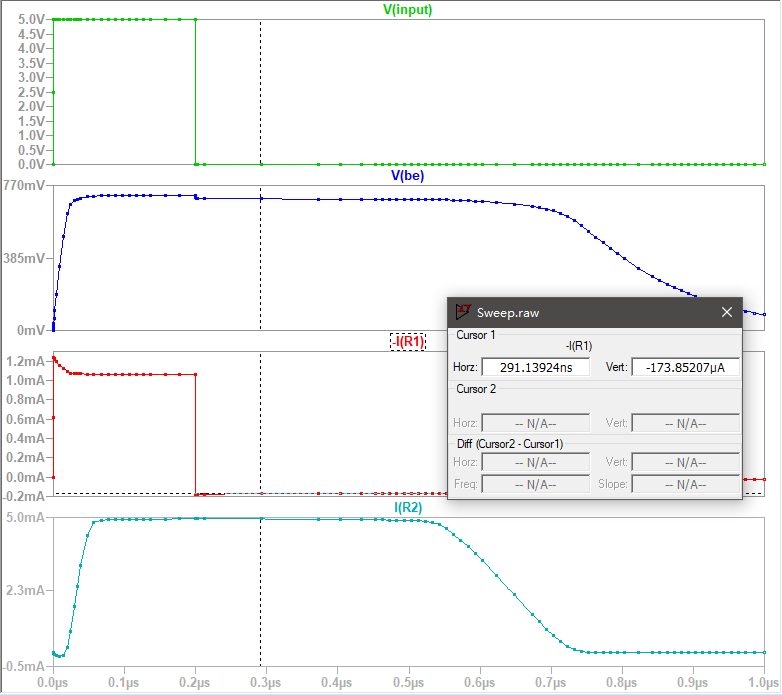 V(input)
5.0V
4.5V
4.0V
3.5V
3.0V
2.5V
2.0V
1.5V
1.0V
0.5V
0.0V
V(be)
770mV
385mV
0mV
-I(R1)
1.2mA
1.0mA
0.8mA
0.6mA
0.4mA
0.2mA
0.0mA
-0.2mA
Sweep.raw
Cursor 1
-I(R1)
Horz: 291.13924ns Vert: -173.85207µA
Cursor 2
Horz: -- N/A-- Vert: -- N/A--
Diff (Cursor2 - Cursor1)
Horz: -- N/A-- Vert: -- N/A--
Freq: -- N/A-- Slope: -- N/A--
I(R2)
5.0mA
2.3mA
-0.5mA
0.0µs 0.1µs 0.2µs 0.3µs 0.4µs 0.5µs 0.6µs 0.7µs 0.8µs 0.9µs 1.0µs